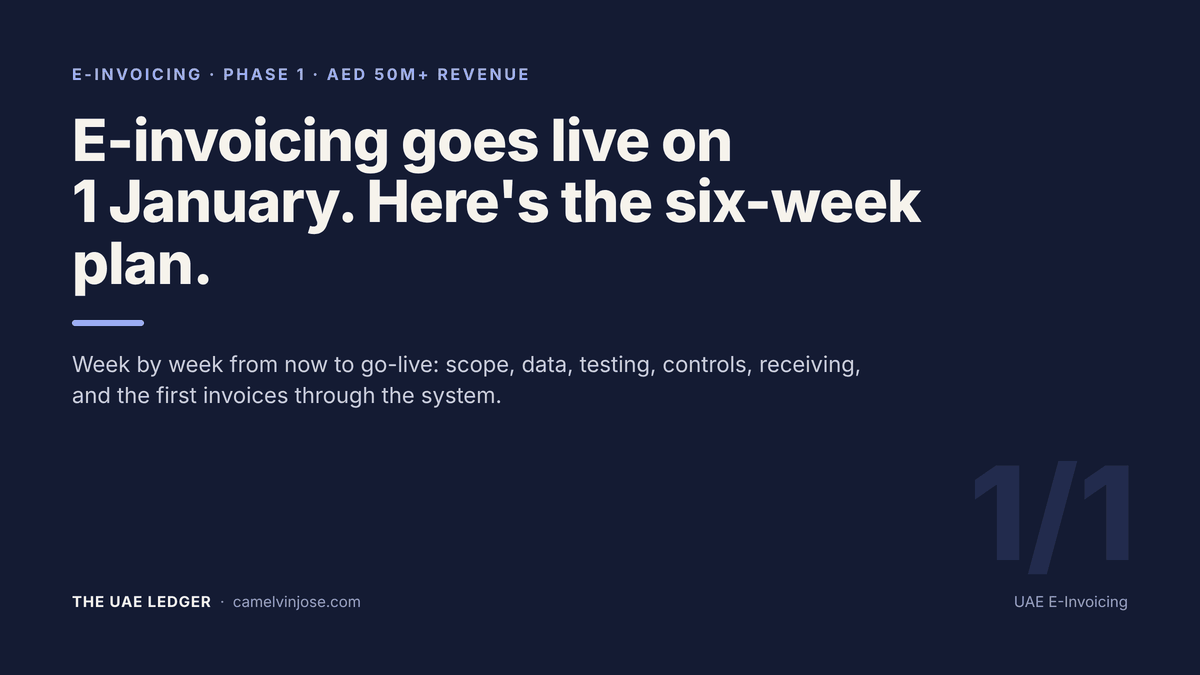 E-INVOICING · PHASE 1 · AED 50M+ REVENUE
E-invoicing goes live on
1 January. Here's the six-week
plan.
Week by week from now to go-live: scope, data, testing, controls, receiving,
and the first invoices through the system.
1/1
THE UAE LEDGER · camelvinjose.com
UAE E-Invoicing